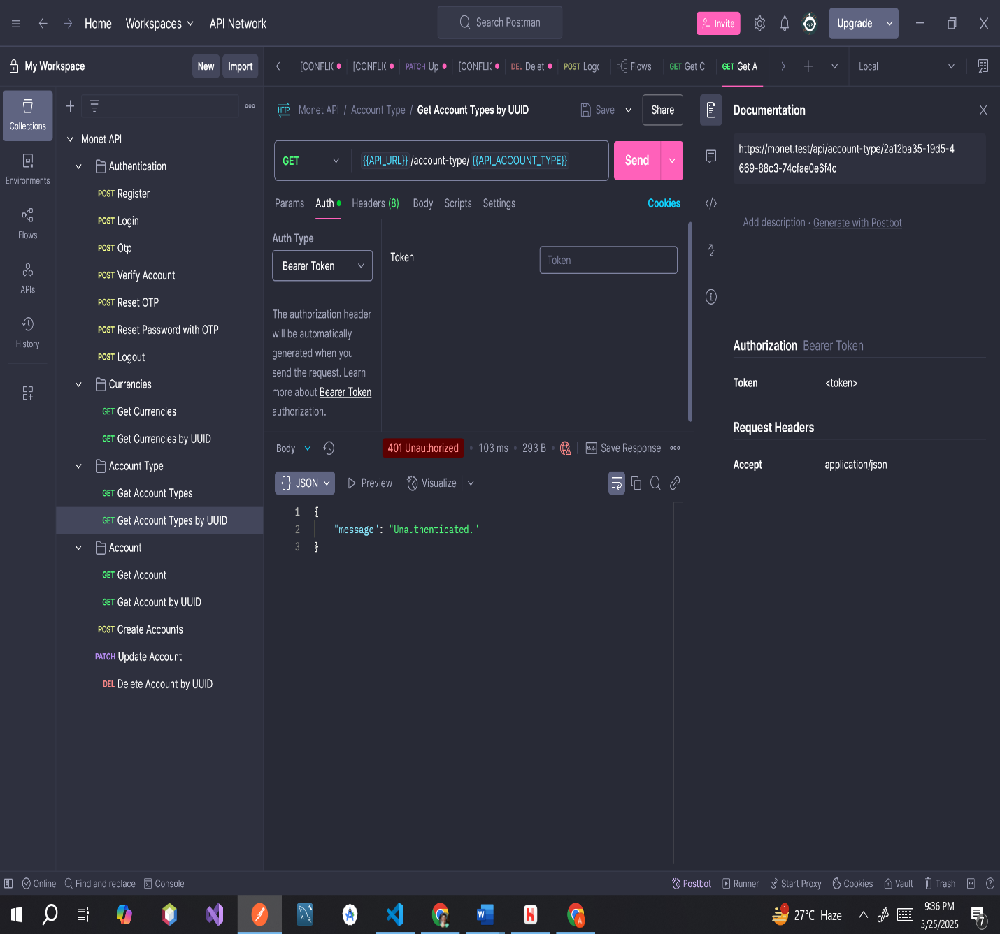 Home Workspaces API Network Search Postman Invite Upgrade
My Workspace New Import [CONFLIC [CONFLI( PATCH Up [CONFLI( DEL Delet POST Logc Flows GET Get C GET Get A Local
Collections
Environments
Flows
APIs
History
Monet API
Authentication
POST Register
POST Login
POST Otp
POST Verify Account
POST Reset OTP
POST Reset Password with OTP
POST Logout
Currencies
GET Get Currencies
GET Get Currencies by UUID
Account Type
GET Get Account Types
GET Get Account Types by UUID
Account
GET Get Account
GET Get Account by UUID
POST Create Accounts
PATCH Update Account
DEL Delete Account by UUID
HTTP Monet API / Account Type / Get Account Types by UUID Save Share
GET {{API_URL}} /account-type/ {{API_ACCOUNT_TYPE}} Send
Params Auth Headers (8) Body Scripts Settings Cookies
Auth Type
Bearer Token
The authorization header
will be automatically
generated when you
send the request. Learn
more about Bearer Token
authorization.
Token Token
Body 401 Unauthorized 103 ms 293 B e.g. Save Response
{} JSON Preview Visualize
1 {
2 "message": "Unauthenticated."
3 }
Documentation
https://monet.test/api/account-type/2a12ba35-19d5-4
669-88c3-74cfae0e6f4c
Add description · Generate with Postbot
Authorization Bearer Token
Token <token>
Request Headers
Accept application/json
Online Find and replace Console Postbot Runner Start Proxy Cookies Vault Trash
1 27°C Haze 9:36 PM
3/25/2025 7